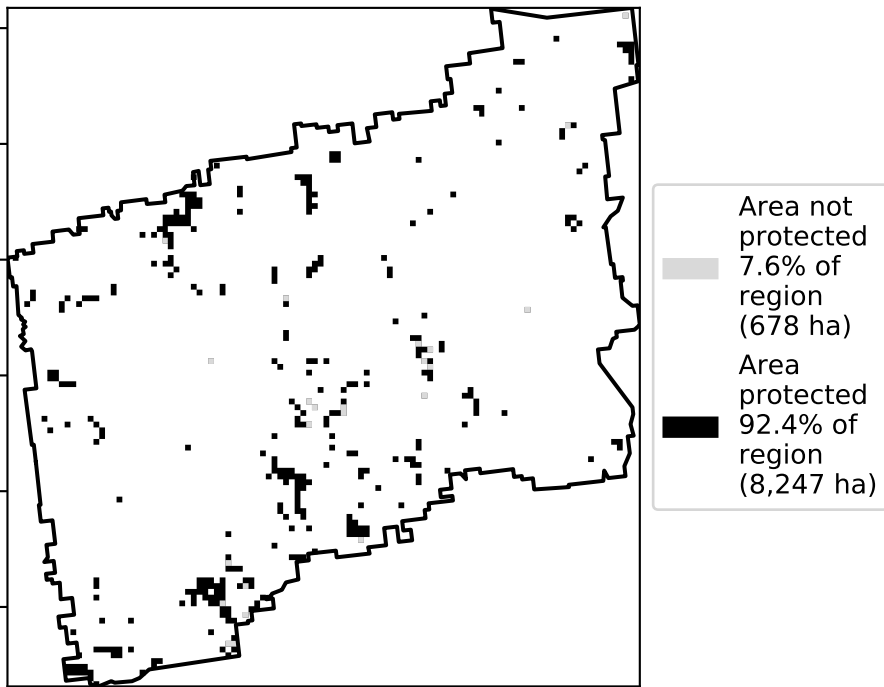 Area not
protected
7.6% of
region
(678 ha)
Area
protected
92.4% of
region
(8,247 ha)